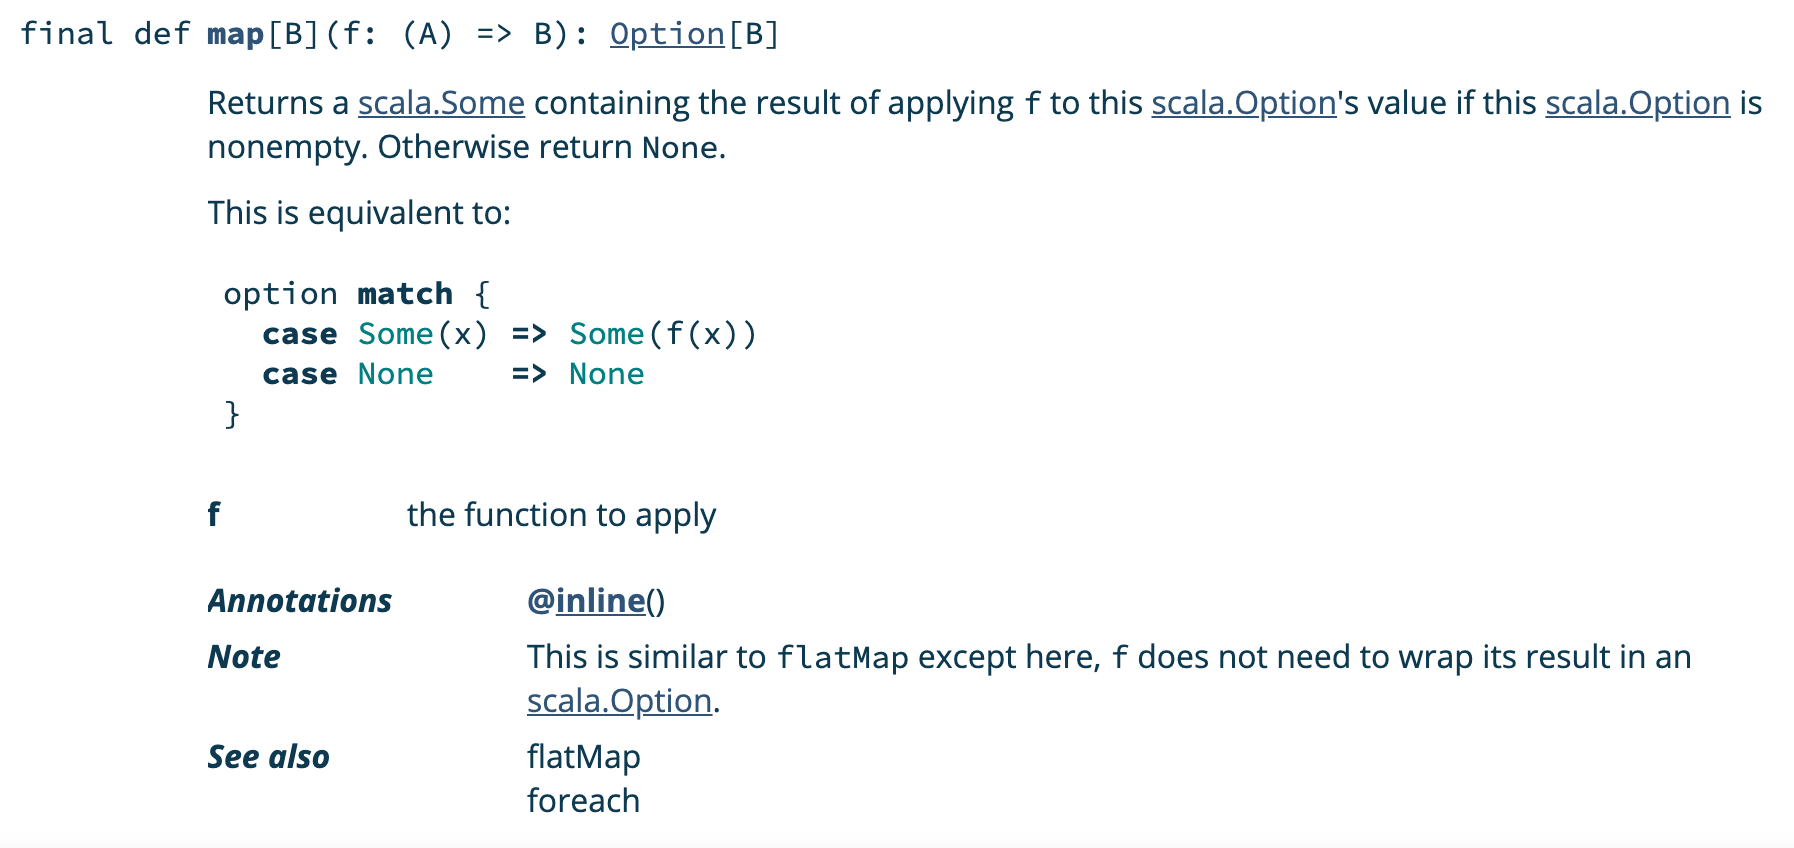 final def map[B](f: (A) => B): Option[B]
Returns a scala.Some containing the result of applying f to this scala.Option's value if this scala.Option is
nonempty. Otherwise return None.
This is equivalent to:
option match {
  case Some(x) => Some(f(x))
  case None    => None
}
f the function to apply
Annotations @inline()
Note This is similar to flatMap except here, f does not need to wrap its result in an
scala.Option.
See also flatMap
foreach